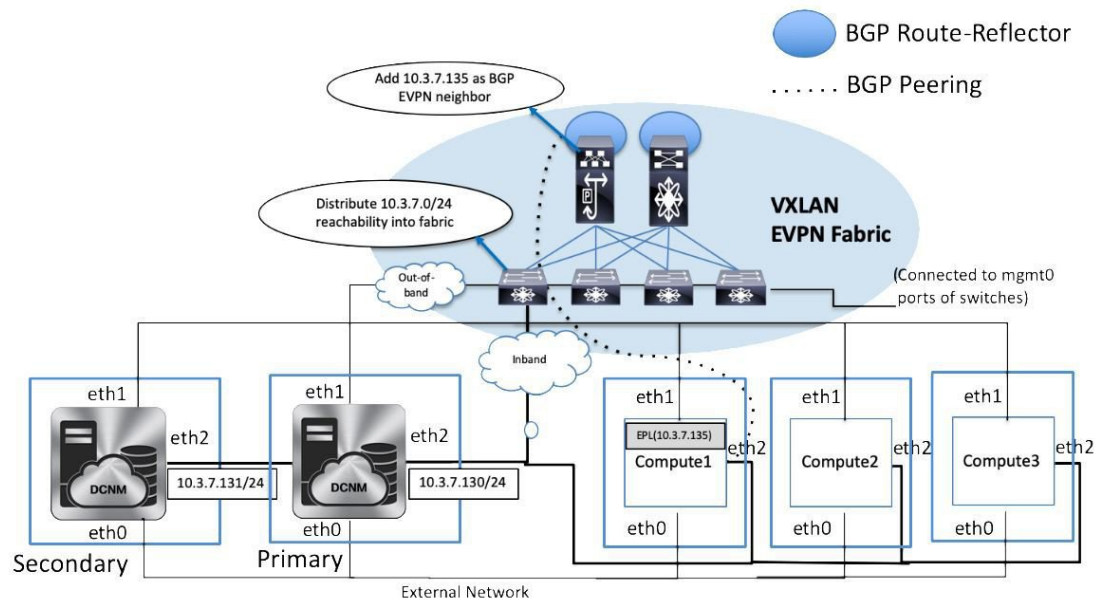 BGP Route-Reflector
BGP Peering
Add 10.3.7.135 as BGP
EVPN neighbor
Distribute 10.3.7.0/24
reachability into fabric
P
VXLAN
EVPN Fabric
(Connected to mgmt0
ports of switches)
Out-of-
band
Inband
eth1
eth2
DCNM
10.3.7.131/24
eth0
Secondary
eth1
eth2
DCNM
10.3.7.130/24
eth0
Primary
eth1
EPL(10.3.7.135)
eth2
Compute1
eth0
eth1
eth2
Compute2
eth0
eth1
eth2
Compute3
eth0
External Network